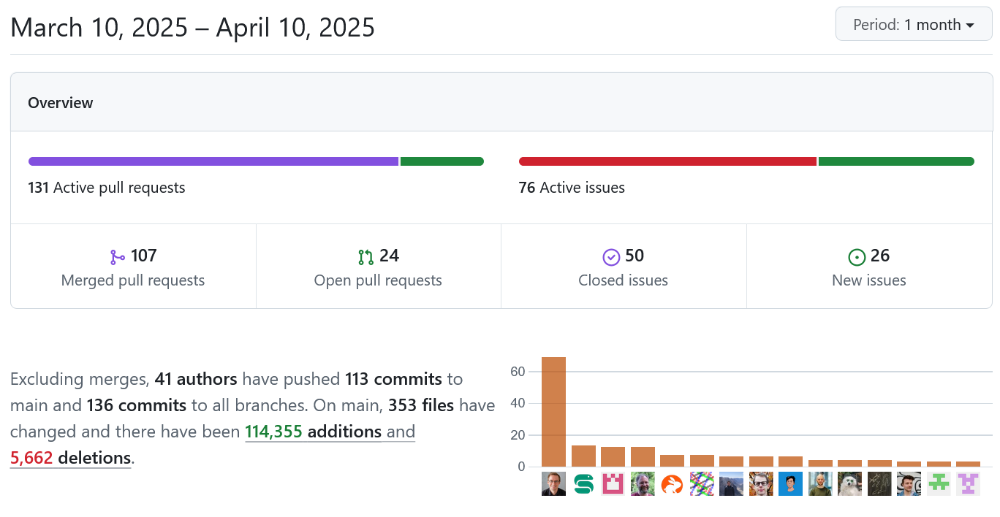 March 10, 2025 – April 10, 2025
Period: 1 month
Overview
131 Active pull requests
76 Active issues
107
Merged pull requests
24
Open pull requests
50
Closed issues
26
New issues
Excluding merges, 41 authors have pushed 113 commits to
main and 136 commits to all branches. On main, 353 files have
changed and there have been 114,355 additions and
5,662 deletions.
60
40
20
0